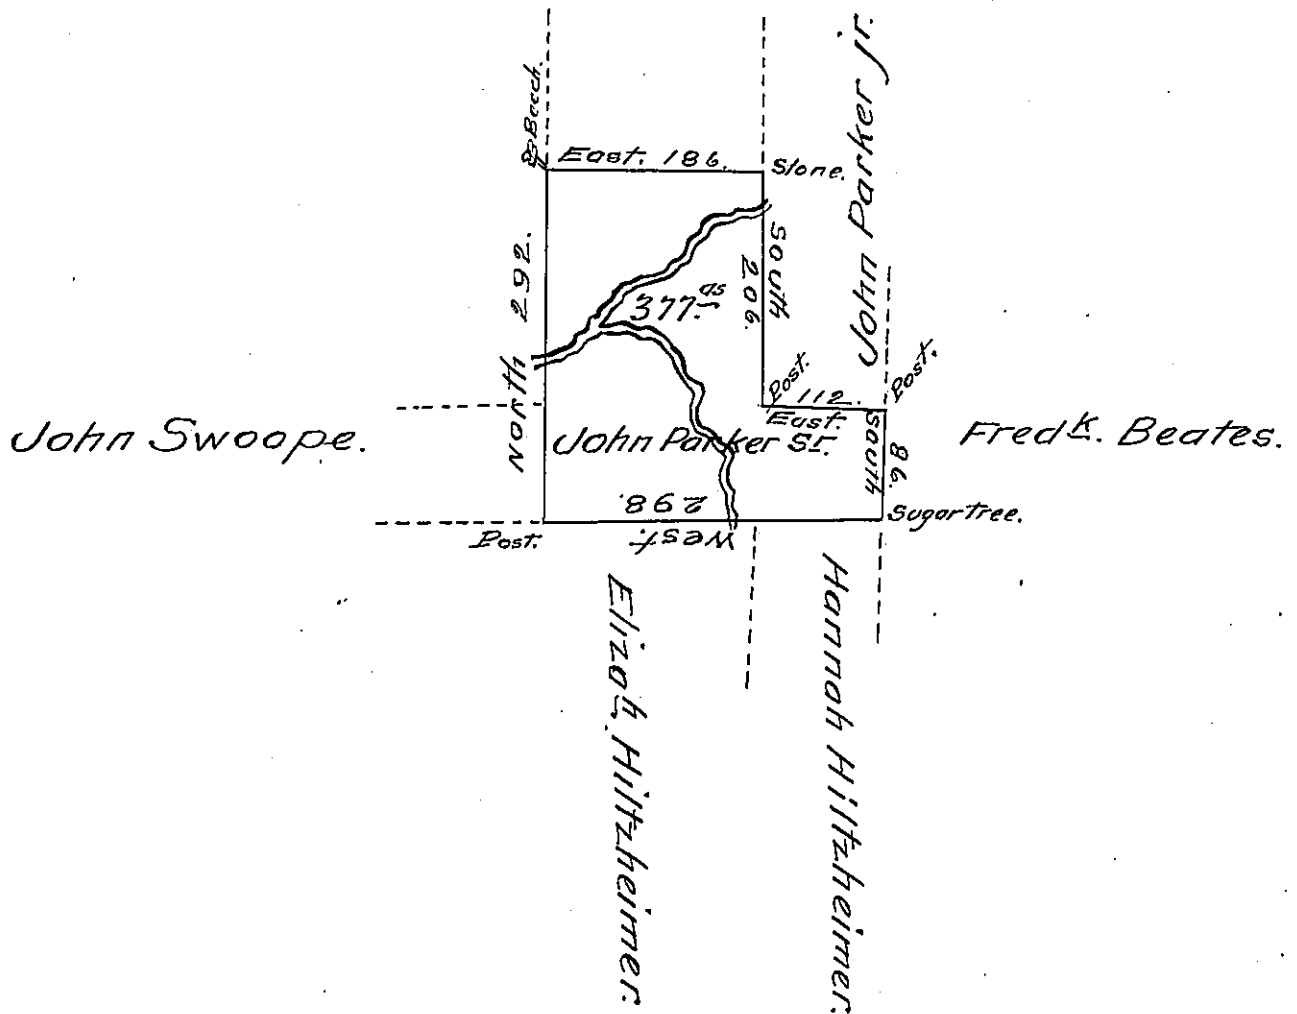 Beech.
East. 186.
Stone.
John Parker jr.
North 292.
South 206.
377. as
Post.
112.
East.
Post.
South 86.
John Swoope.
John Parker Sr.
Fredk. Beates.
West. 298.
Sugar Tree.
Post.
Elizah. Hiltzheimer.
Hannah Hiltzheimer.